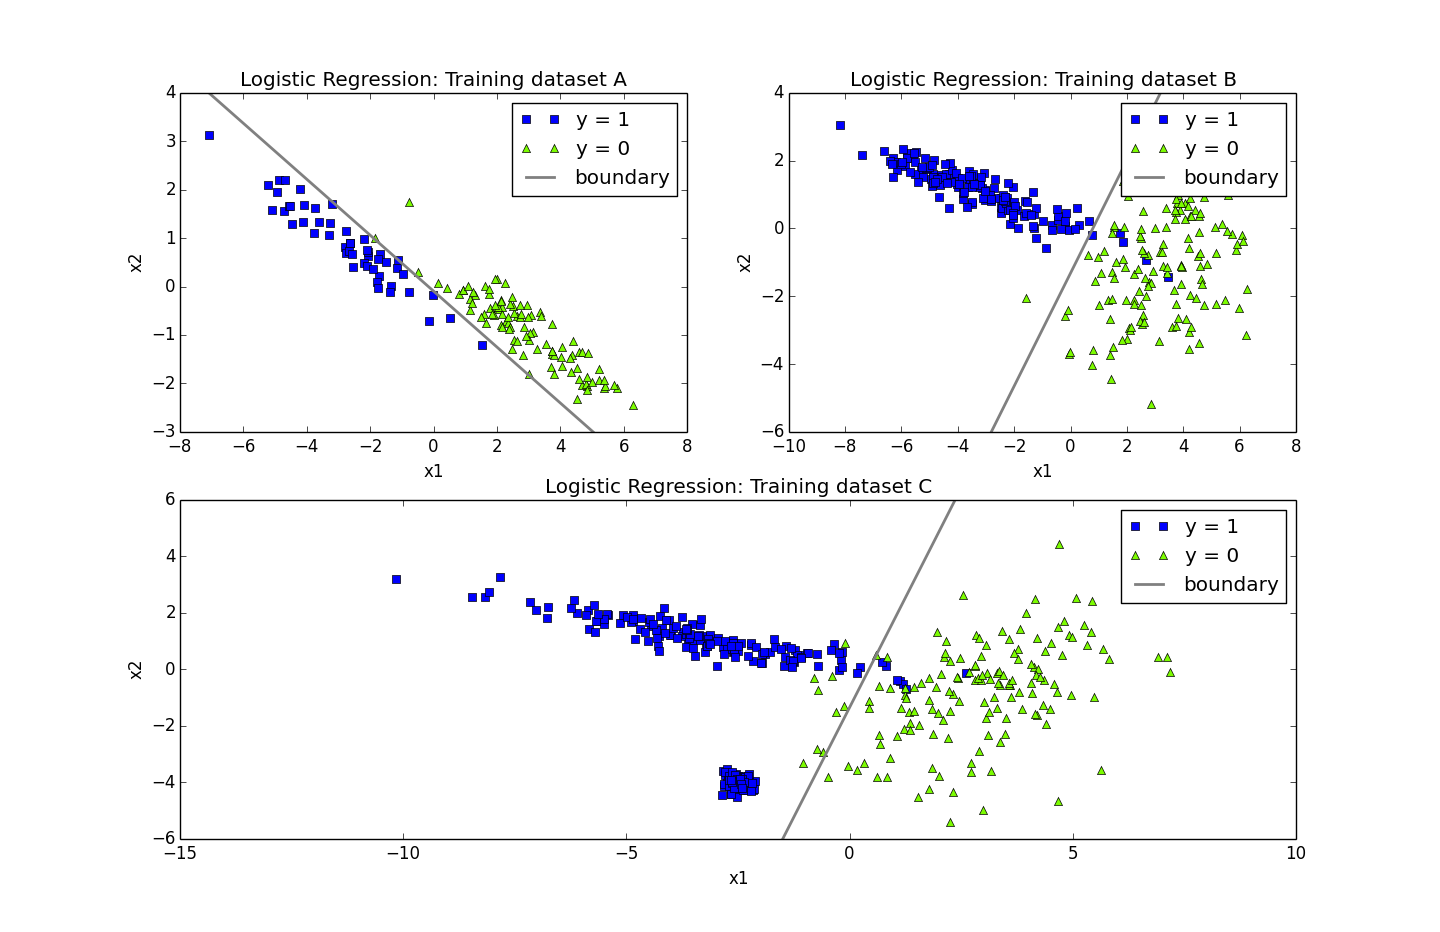 Logistic Regression: Training dataset A
4
3
2
1
0
−1
−2
−3
x2
−8 −6 −4 −2 0 2 4 6 8
x1
y = 1
y = 0
boundary
Logistic Regression: Training dataset B
4
2
0
−2
−4
−6
x2
−10 −8 −6 −4 −2 0 2 4 6 8
x1
y = 1
y = 0
boundary
Logistic Regression: Training dataset C
6
4
2
0
−2
−4
−6
x2
−15 −10 −5 0 5 10
x1
y = 1
y = 0
boundary